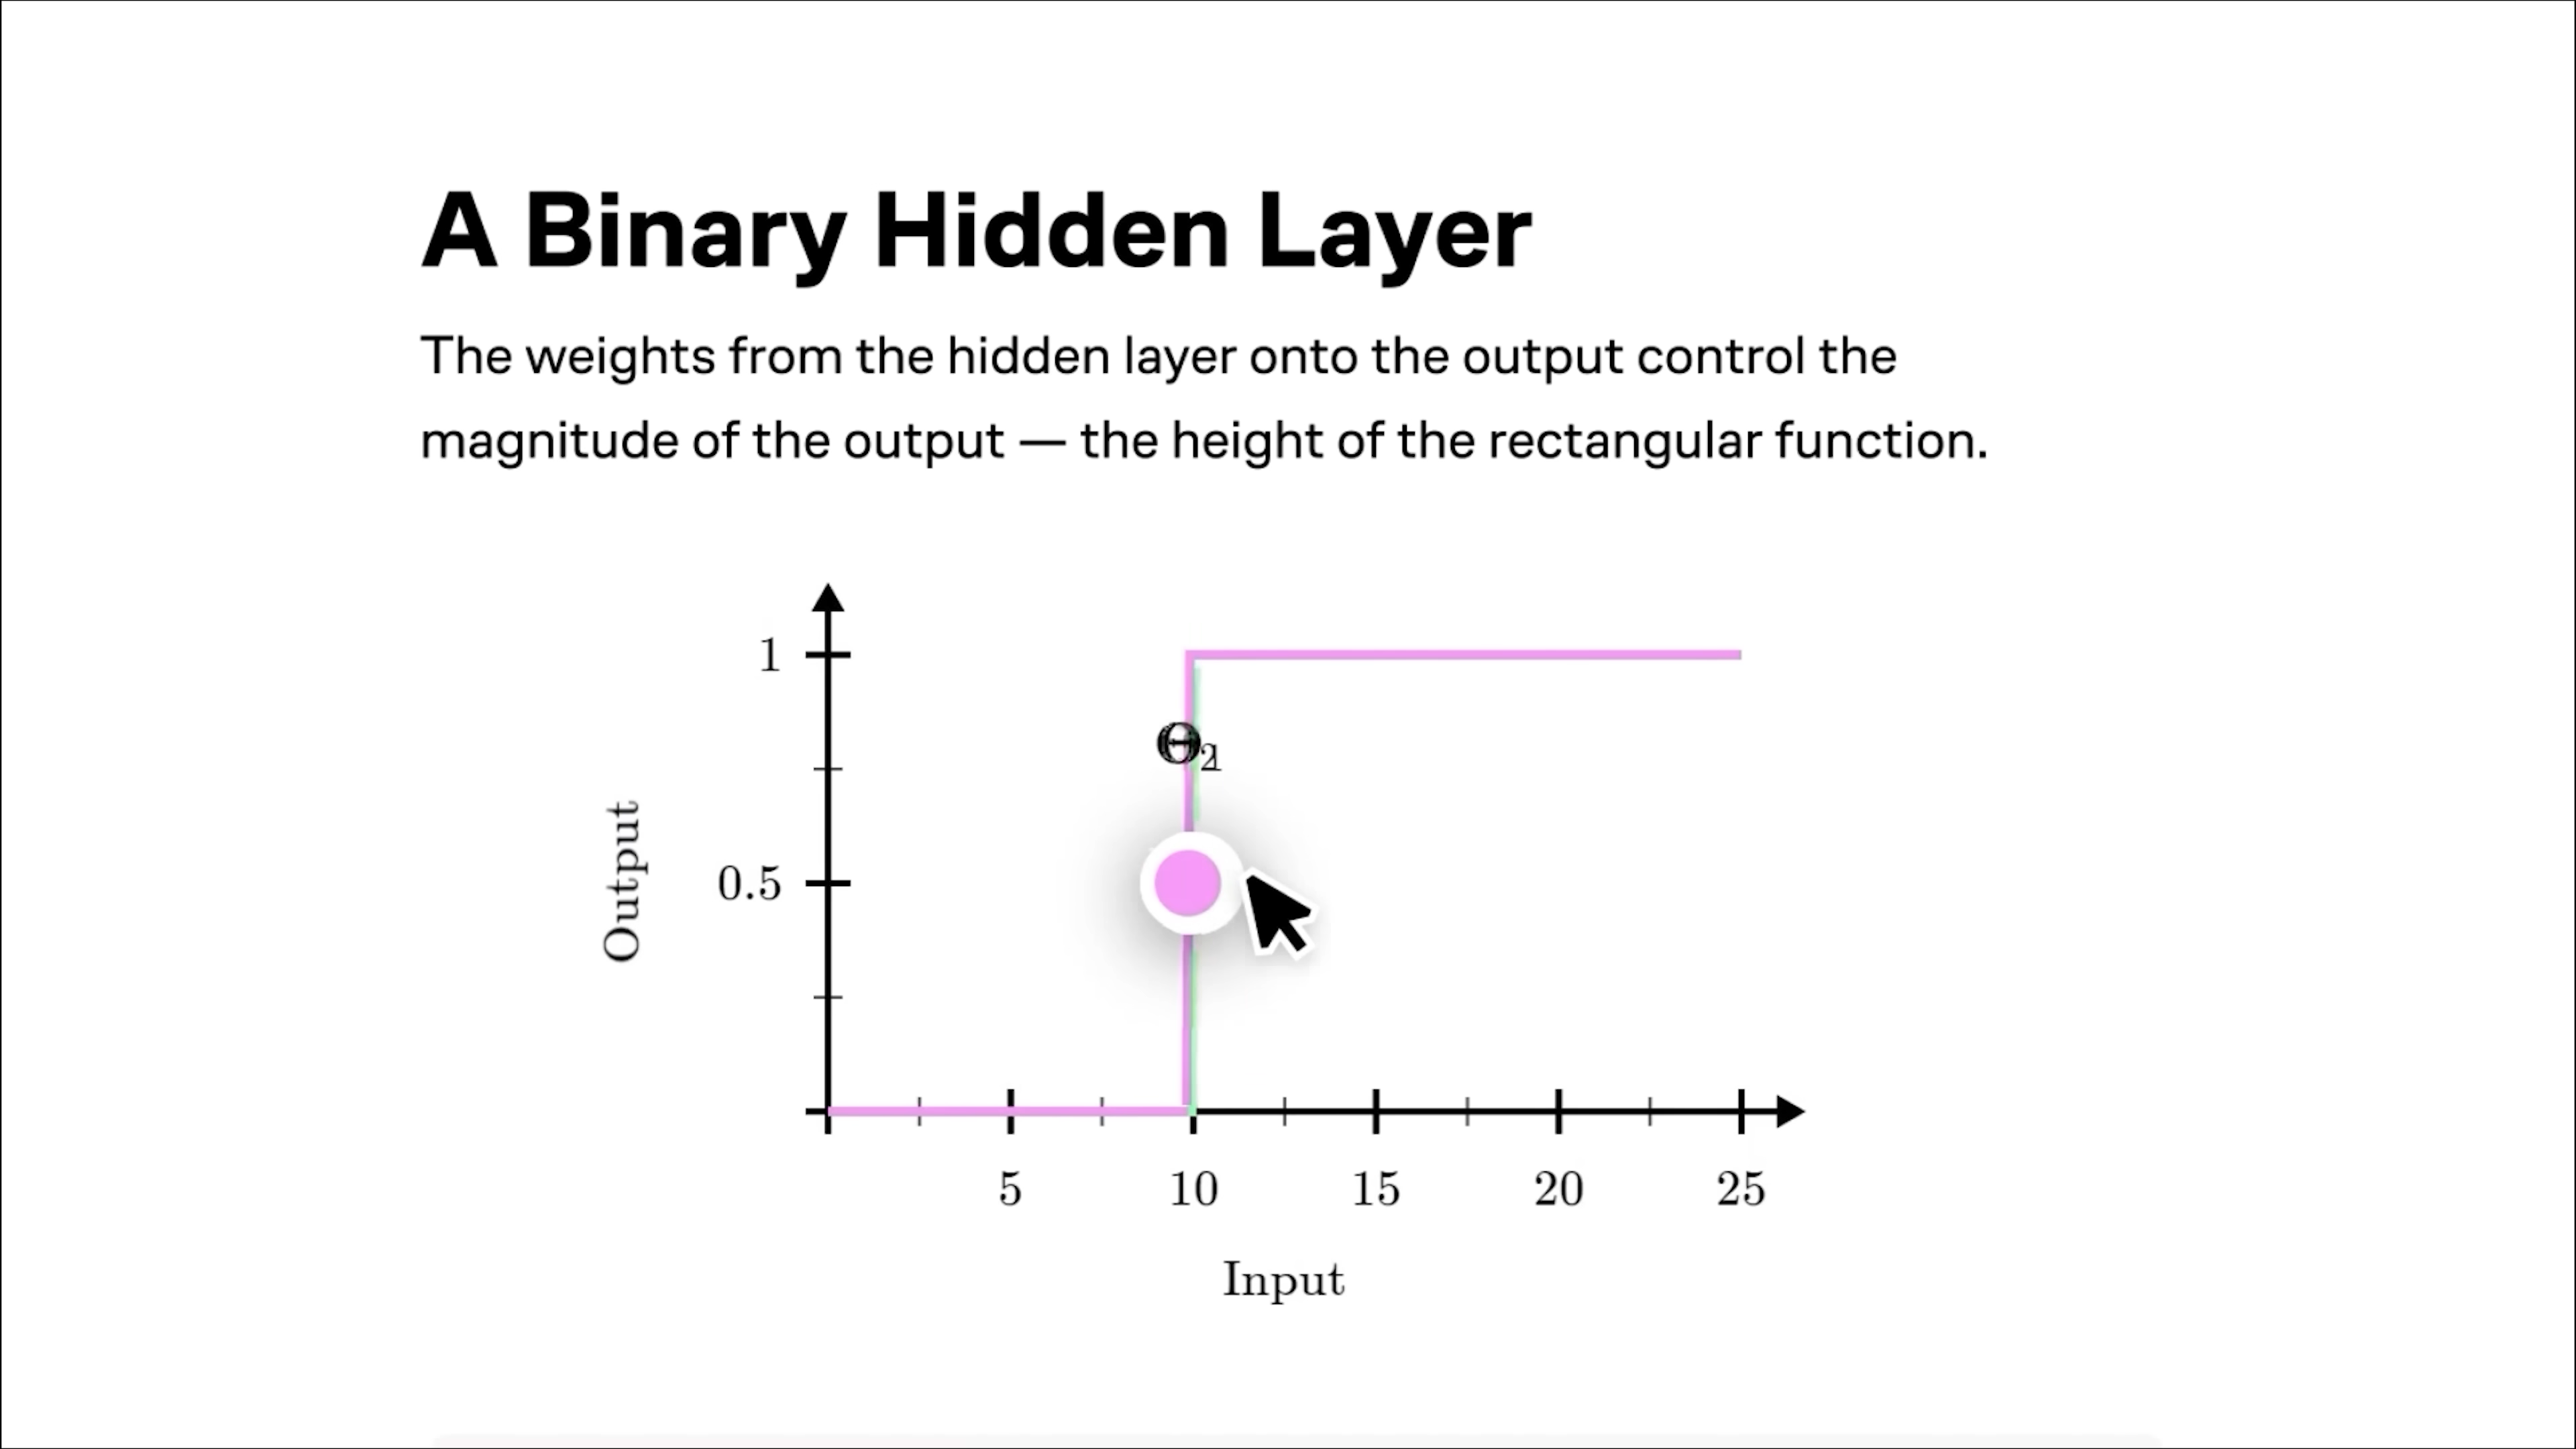 A Binary Hidden Layer
The weights from the hidden layer onto the output control the
magnitude of the output — the height of the rectangular function.
1
0.5
Output
5 10 15 20 25
Input